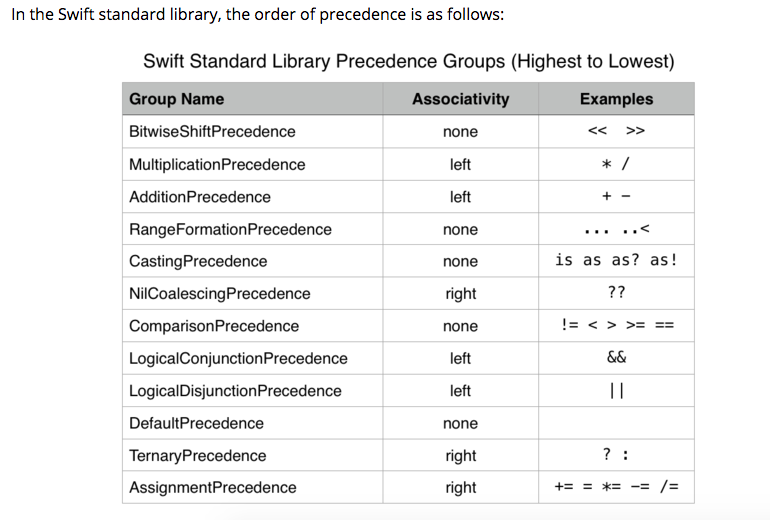 In the Swift standard library, the order of precedence is as follows:
Swift Standard Library Precedence Groups (Highest to Lowest)
Group Name Associativity Examples
BitwiseShiftPrecedence none << >>
MultiplicationPrecedence left * /
AdditionPrecedence left + -
RangeFormationPrecedence none ... ..<
CastingPrecedence none is as as? as!
NilCoalescingPrecedence right ??
ComparisonPrecedence none != < > >= ==
LogicalConjunctionPrecedence left &&
LogicalDisjunctionPrecedence left ||
DefaultPrecedence none
TernaryPrecedence right ? :
AssignmentPrecedence right += = *= -= /=